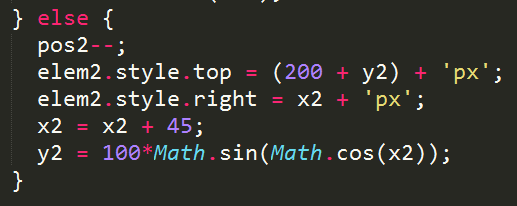 } else {
pos2--;
elem2.style.top = (200 + y2) + 'px';
elem2.style.right = x2 + 'px';
x2 = x2 + 45;
y2 = 100*Math.sin(Math.cos(x2));
}